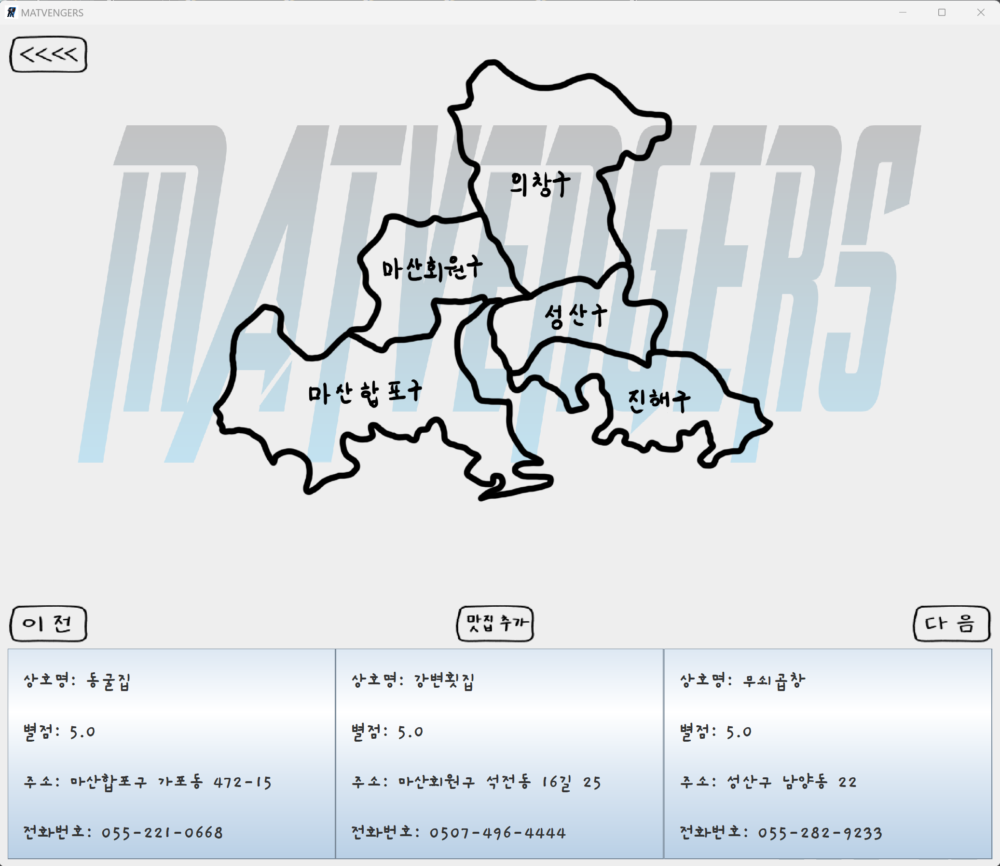 MATVENGERS
<<<<
MATVENGERS
의창구
마산회원구
성산구
마산합포구
진해구
이전
맛집 추가
다음
상호명: 동굴집
별점: 5.0
주소: 마산합포구 가포동 472-15
전화번호: 055-221-0668
상호명: 강변횟집
별점: 5.0
주소: 마산회원구 석전동 16길 25
전화번호: 0507-496-4444
상호명: 무쇠곱창
별점: 5.0
주소: 성산구 남양동 22
전화번호: 055-282-9233